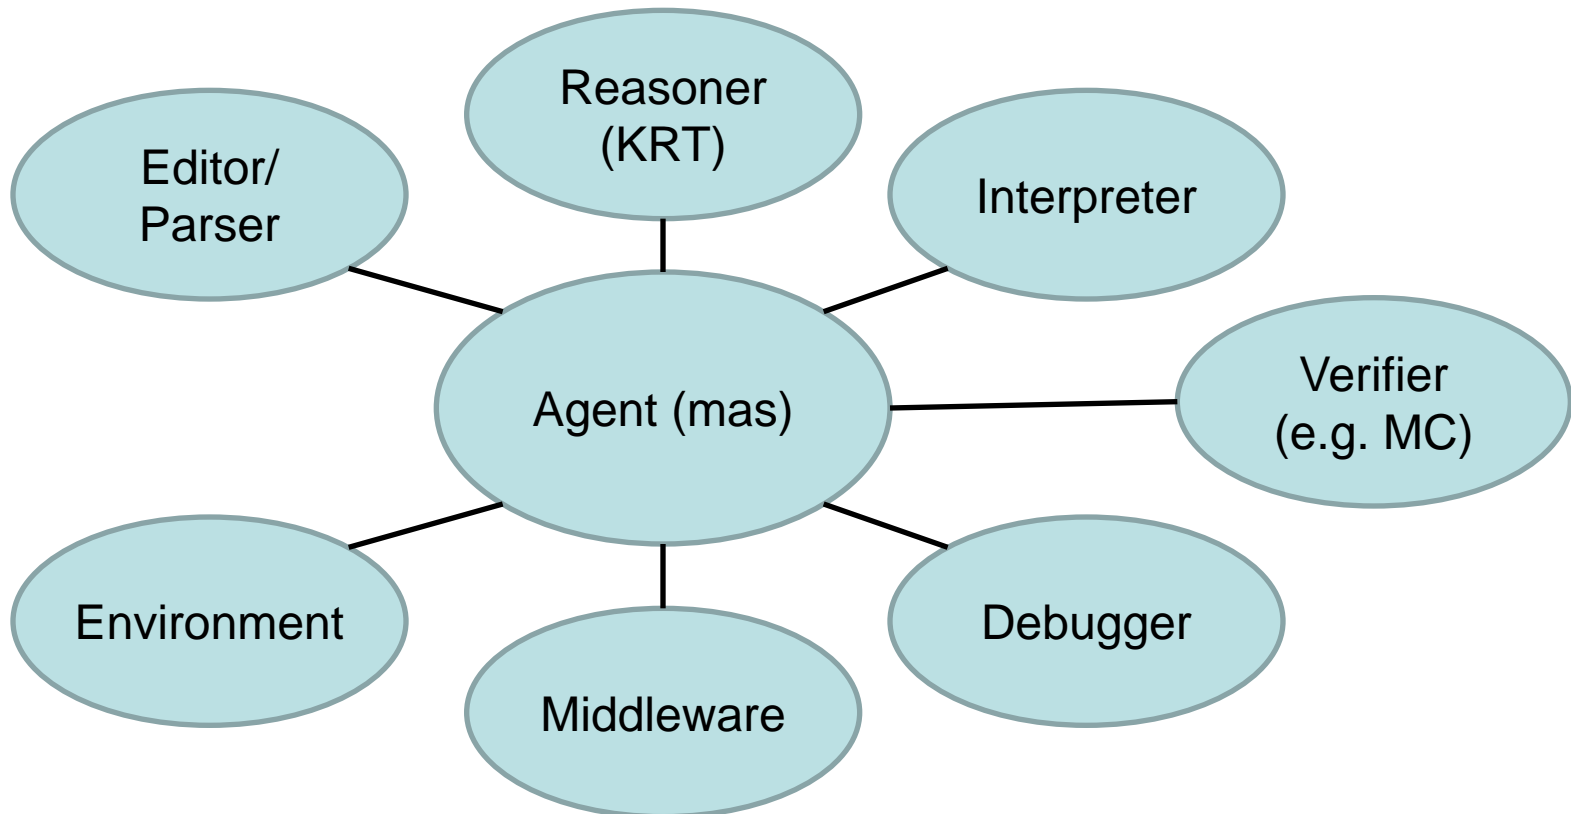 Reasoner
(KRT)
Editor/
Parser
Interpreter
Agent (mas)
Verifier
(e.g. MC)
Environment
Debugger
Middleware